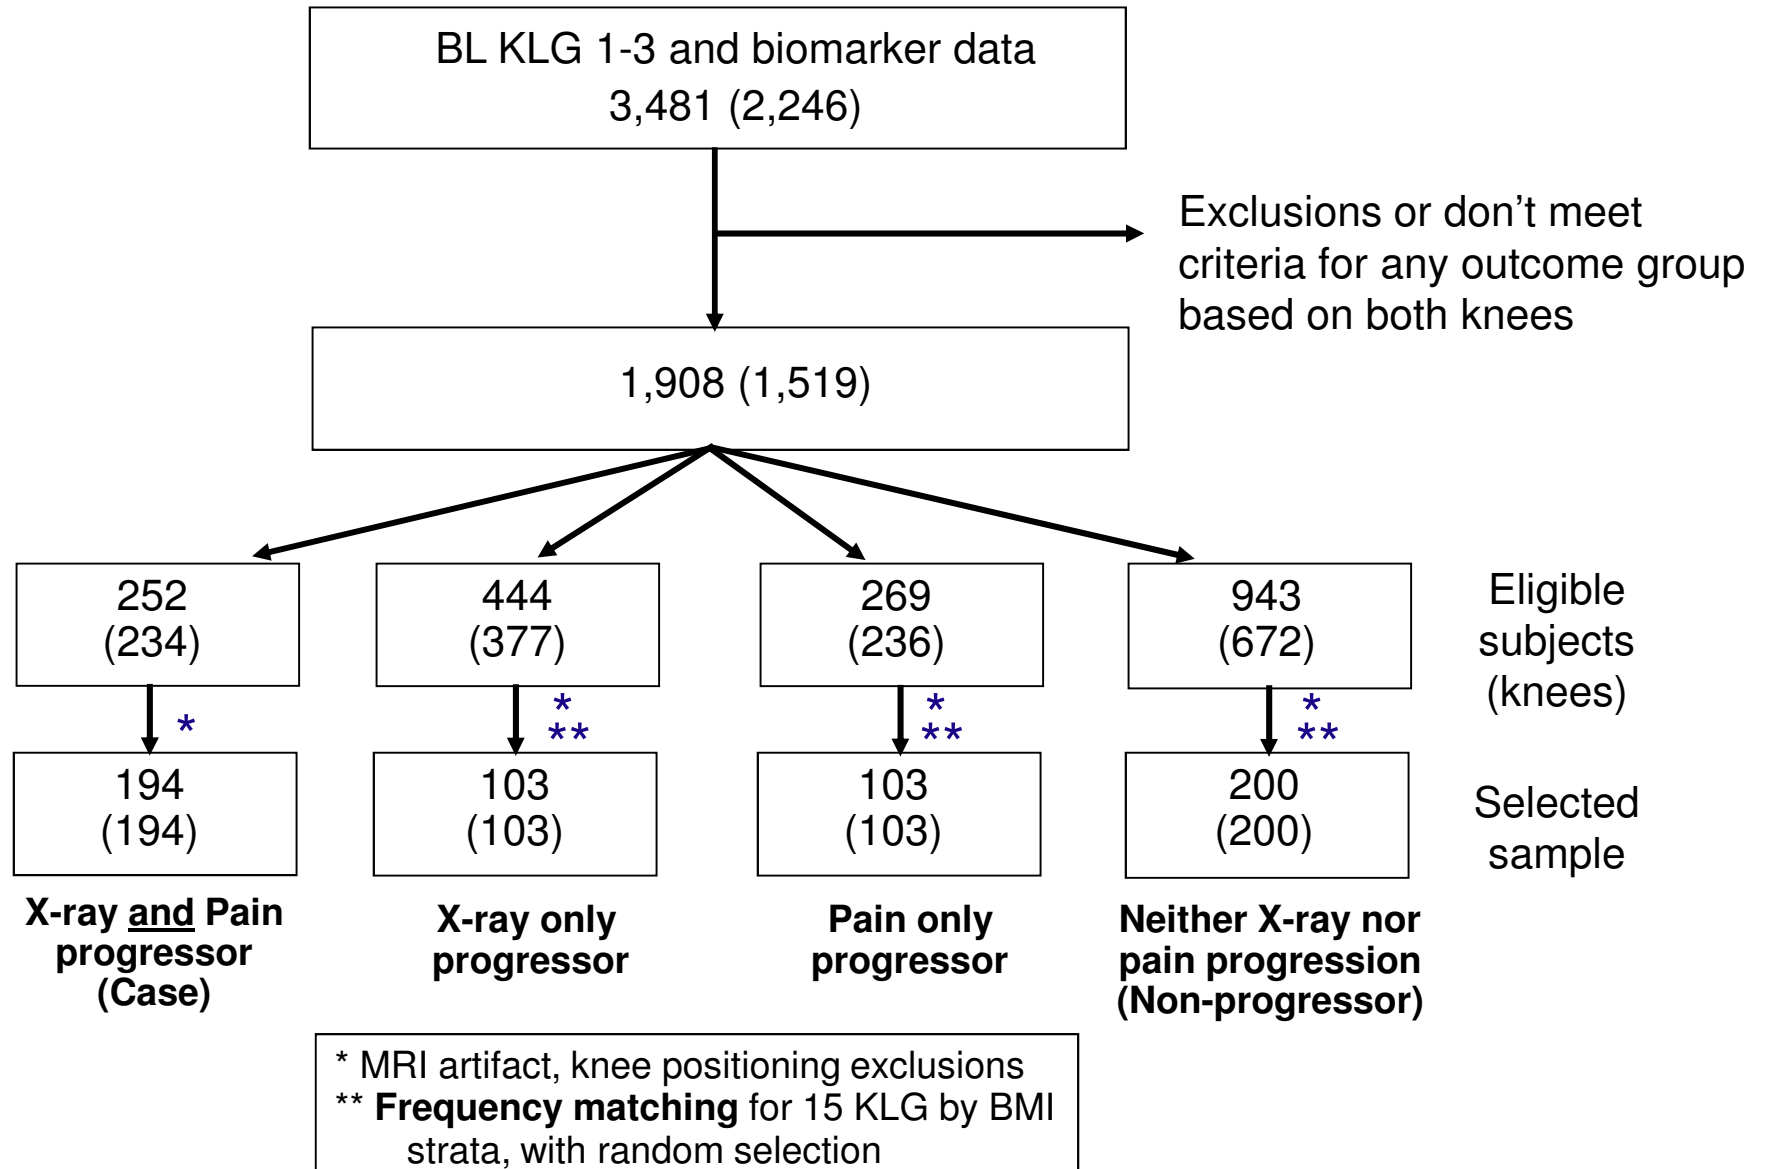 BL KLG 1-3 and biomarker data
3,481 (2,246)
Exclusions or don’t meet
criteria for any outcome group
based on both knees
1,908 (1,519)
252
(234)
444
(377)
269
(236)
943
(672)
Eligible
subjects
(knees)
*
*
**
*
**
*
**
194
(194)
103
(103)
103
(103)
200
(200)
Selected
sample
X-ray and Pain
progressor
(Case)
X-ray only
progressor
Pain only
progressor
Neither X-ray nor
pain progression
(Non-progressor)
* MRI artifact, knee positioning exclusions
** Frequency matching for 15 KLG by BMI
strata, with random selection